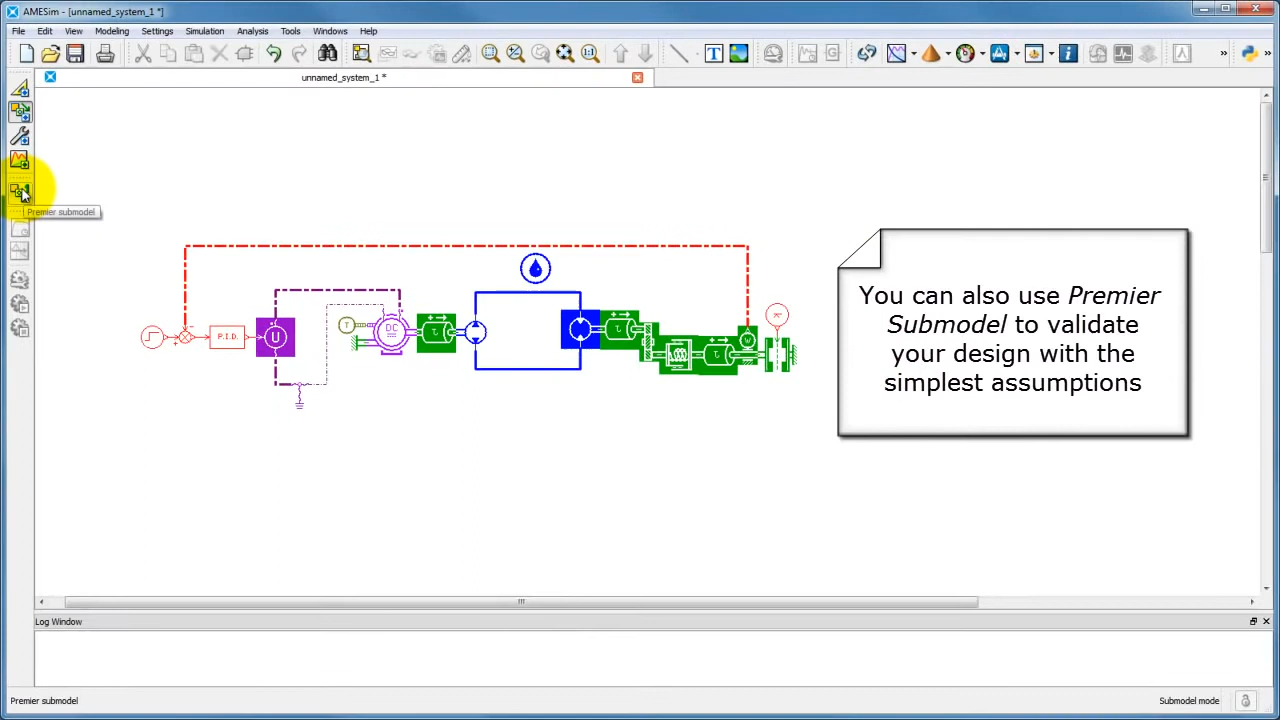 AMESim - [unnamed_system_1 *]
File Edit View Modeling Settings Simulation Analysis Tools Windows Help
unnamed_system_1 *
Premier submodel
P.I.D.
U
T
DC
τ
τ
τ
W
You can also use Premier
Submodel to validate
your design with the
simplest assumptions
Log Window
Premier submodel
Submodel mode